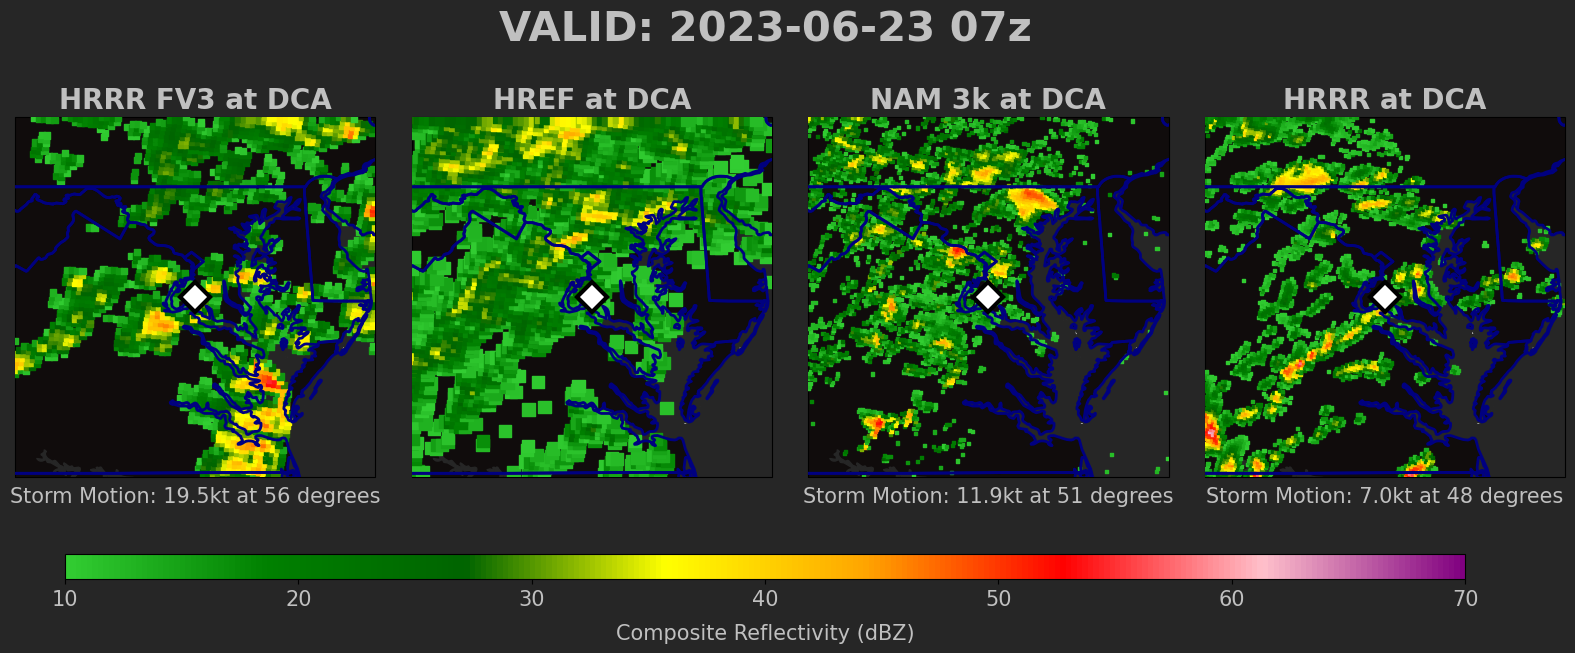 VALID: 2023-06-23 07z
HRRR FV3 at DCA
HREF at DCA
NAM 3k at DCA
HRRR at DCA
Storm Motion: 19.5kt at 56 degrees
Storm Motion: 11.9kt at 51 degrees
Storm Motion: 7.0kt at 48 degrees
10 20 30 40 50 60 70
Composite Reflectivity (dBZ)